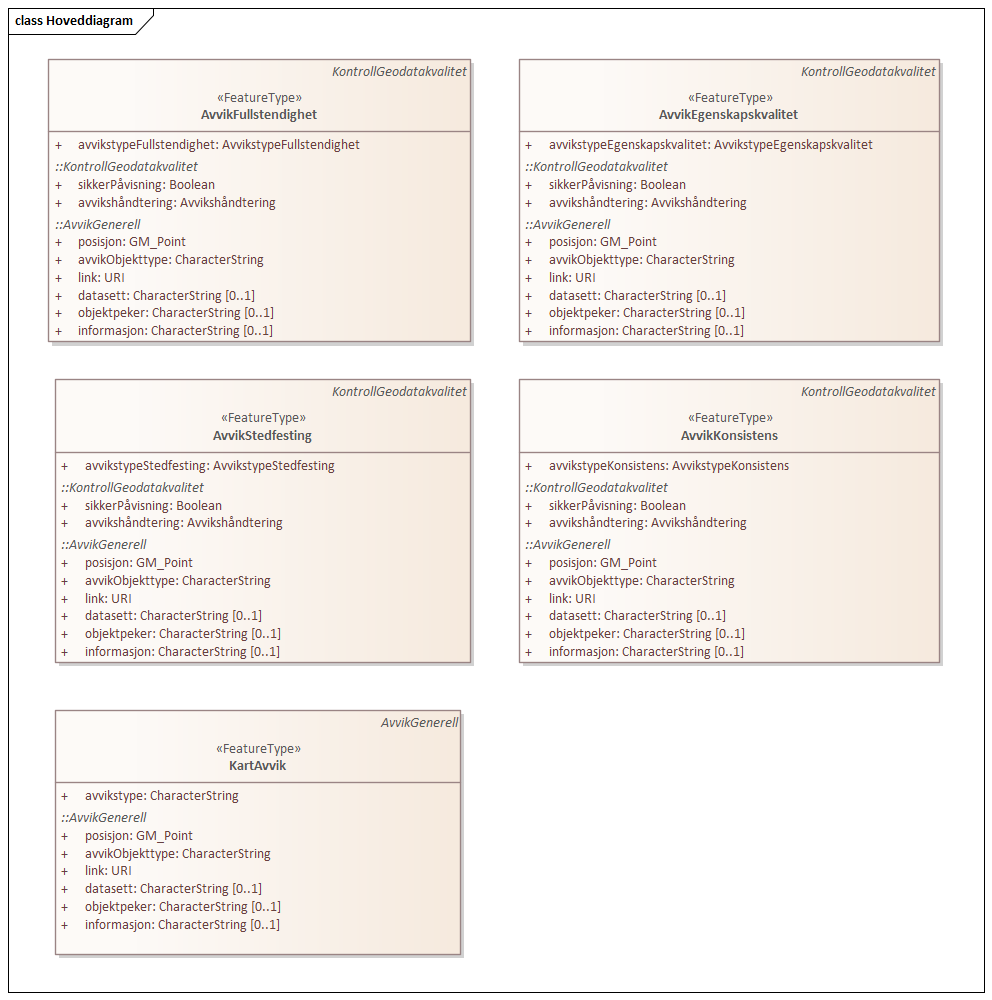 class Hoveddiagram
KontrollGeodatakvalitet
«FeatureType»
AvvikFullstendighet
+ avvikstypeFullstendighet: AvvikstypeFullstendighet
::KontrollGeodatakvalitet
+ sikkerPåvisning: Boolean
+ avvikshåndtering: Avvikshåndtering
::AvvikGenerell
+ posisjon: GM_Point
+ avvikObjekttype: CharacterString
+ link: URI
+ datasett: CharacterString [0..1]
+ objektpeker: CharacterString [0..1]
+ informasjon: CharacterString [0..1]
KontrollGeodatakvalitet
«FeatureType»
AvvikEgenskapskvalitet
+ avvikstypeEgenskapskvalitet: AvvikstypeEgenskapskvalitet
::KontrollGeodatakvalitet
+ sikkerPåvisning: Boolean
+ avvikshåndtering: Avvikshåndtering
::AvvikGenerell
+ posisjon: GM_Point
+ avvikObjekttype: CharacterString
+ link: URI
+ datasett: CharacterString [0..1]
+ objektpeker: CharacterString [0..1]
+ informasjon: CharacterString [0..1]
KontrollGeodatakvalitet
«FeatureType»
AvvikStedfesting
+ avvikstypeStedfesting: AvvikstypeStedfesting
::KontrollGeodatakvalitet
+ sikkerPåvisning: Boolean
+ avvikshåndtering: Avvikshåndtering
::AvvikGenerell
+ posisjon: GM_Point
+ avvikObjekttype: CharacterString
+ link: URI
+ datasett: CharacterString [0..1]
+ objektpeker: CharacterString [0..1]
+ informasjon: CharacterString [0..1]
KontrollGeodatakvalitet
«FeatureType»
AvvikKonsistens
+ avvikstypeKonsistens: AvvikstypeKonsistens
::KontrollGeodatakvalitet
+ sikkerPåvisning: Boolean
+ avvikshåndtering: Avvikshåndtering
::AvvikGenerell
+ posisjon: GM_Point
+ avvikObjekttype: CharacterString
+ link: URI
+ datasett: CharacterString [0..1]
+ objektpeker: CharacterString [0..1]
+ informasjon: CharacterString [0..1]
AvvikGenerell
«FeatureType»
KartAvvik
+ avvikstype: CharacterString
::AvvikGenerell
+ posisjon: GM_Point
+ avvikObjekttype: CharacterString
+ link: URI
+ datasett: CharacterString [0..1]
+ objektpeker: CharacterString [0..1]
+ informasjon: CharacterString [0..1]